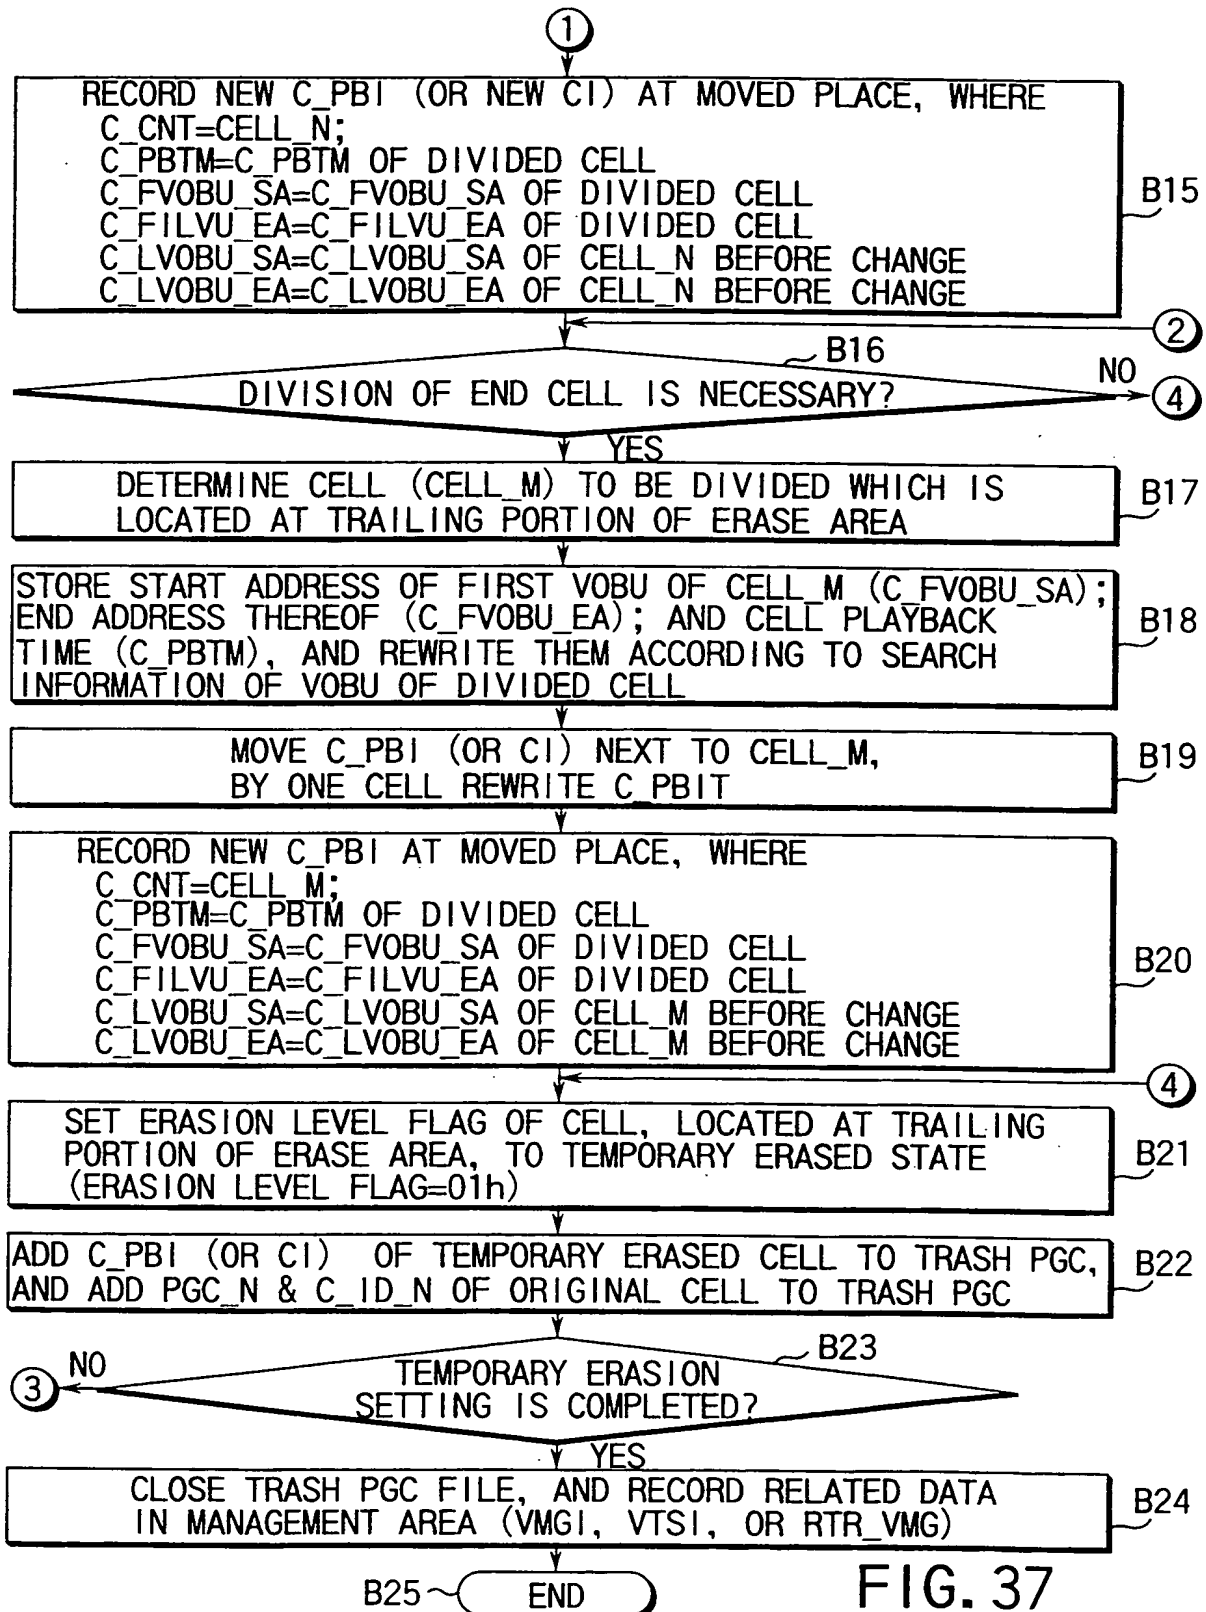 1
RECORD NEW C_PBI (OR NEW CI) AT MOVED PLACE, WHERE
C_CNT=CELL_N;
C_PBTM=C_PBTM OF DIVIDED CELL
C_FVOBU_SA=C_FVOBU_SA OF DIVIDED CELL
C_FILVU_EA=C_FILVU_EA OF DIVIDED CELL
C_LVOBU_SA=C_LVOBU_SA OF CELL_N BEFORE CHANGE
C_LVOBU_EA=C_LVOBU_EA OF CELL_N BEFORE CHANGE
B15
2
B16
DIVISION OF END CELL IS NECESSARY?
NO
4
YES
DETERMINE CELL (CELL_M) TO BE DIVIDED WHICH IS
LOCATED AT TRAILING PORTION OF ERASE AREA
B17
STORE START ADDRESS OF FIRST VOBU OF CELL_M (C_FVOBU_SA);
END ADDRESS THEREOF (C_FVOBU_EA); AND CELL PLAYBACK
TIME (C_PBTM), AND REWRITE THEM ACCORDING TO SEARCH
INFORMATION OF VOBU OF DIVIDED CELL
B18
MOVE C_PBI (OR CI) NEXT TO CELL_M,
BY ONE CELL REWRITE C_PBIT
B19
RECORD NEW C_PBI AT MOVED PLACE, WHERE
C_CNT=CELL_M;
C_PBTM=C_PBTM OF DIVIDED CELL
C_FVOBU_SA=C_FVOBU_SA OF DIVIDED CELL
C_FILVU_EA=C_FILVU_EA OF DIVIDED CELL
C_LVOBU_SA=C_LVOBU_SA OF CELL_M BEFORE CHANGE
C_LVOBU_EA=C_LVOBU_EA OF CELL_M BEFORE CHANGE
B20
4
SET ERASION LEVEL FLAG OF CELL, LOCATED AT TRAILING
PORTION OF ERASE AREA, TO TEMPORARY ERASED STATE
(ERASION LEVEL FLAG=01h)
B21
ADD C_PBI (OR CI) OF TEMPORARY ERASED CELL TO TRASH PGC,
AND ADD PGC_N & C_ID_N OF ORIGINAL CELL TO TRASH PGC
B22
B23
NO
3
TEMPORARY ERASION
SETTING IS COMPLETED?
YES
CLOSE TRASH PGC FILE, AND RECORD RELATED DATA
IN MANAGEMENT AREA (VMGI, VTSI, OR RTR_VMG)
B24
B25
END
FIG. 37